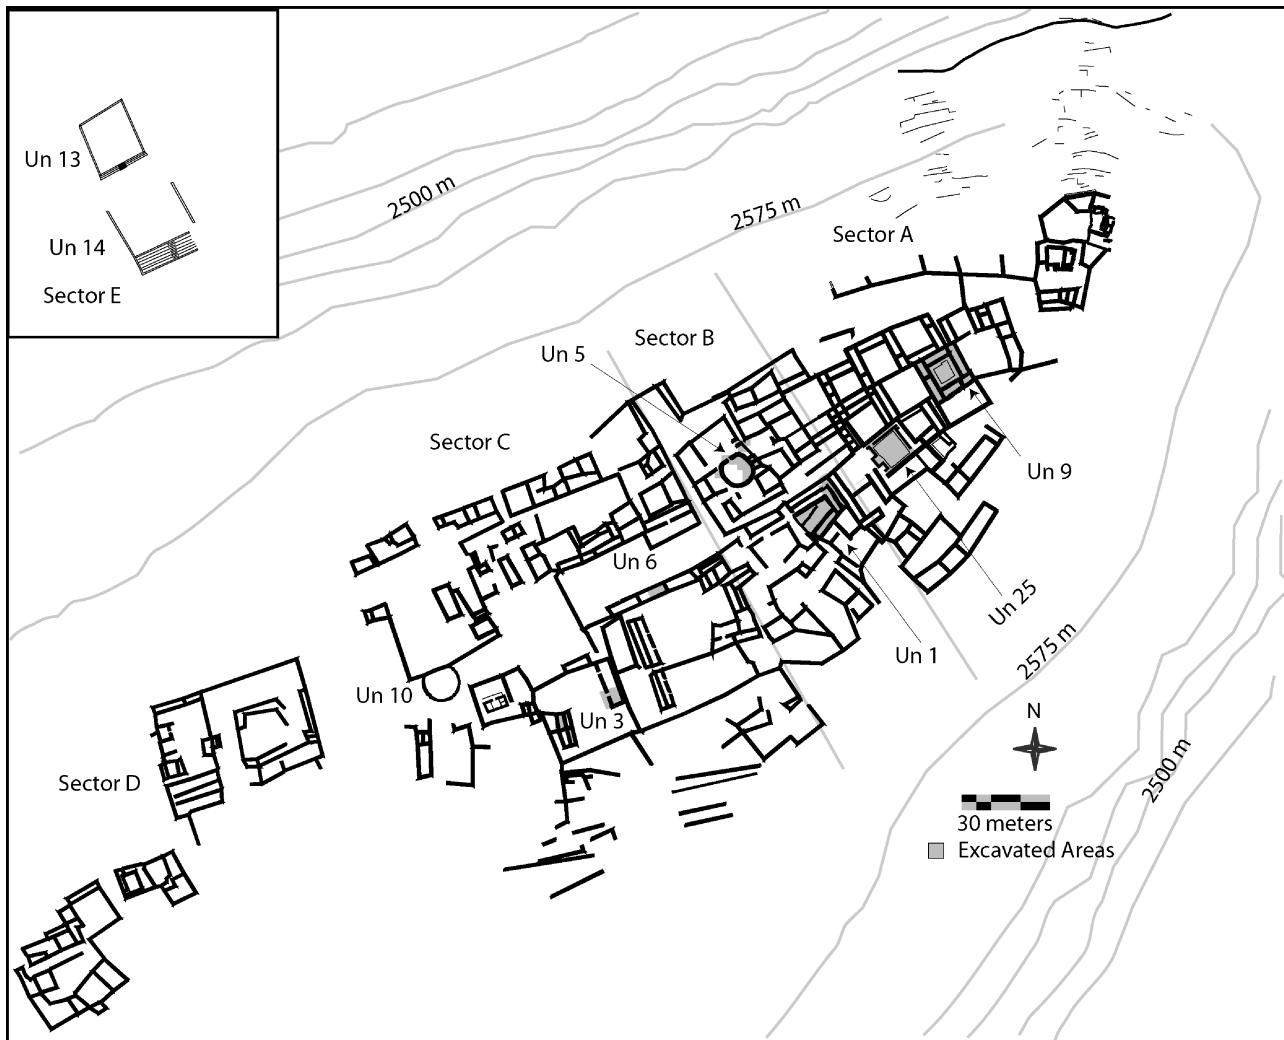 Un 13
Un 14
Sector E
2500 m
2575 m
Sector A
Sector B
Un 5
Sector C
Un 9
Un 6
Un 25
Un 1
2575 m
Un 10
Un 3
N
Sector D
2500 m
30 meters
Excavated Areas